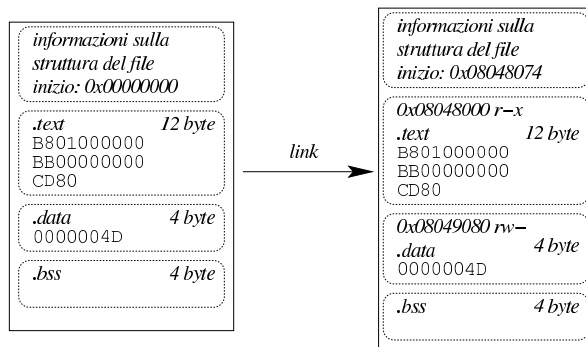 informazioni sulla
struttura del file
inizio: 0x00000000
.text 12 byte
B801000000
BB00000000
CD80
.data 4 byte
0000004D
.bss 4 byte
link
informazioni sulla
struttura del file
inizio: 0x08048074
0x08048000 r-x
.text 12 byte
B801000000
BB00000000
CD80
0x08049080 rw-
.data 4 byte
0000004D
.bss 4 byte